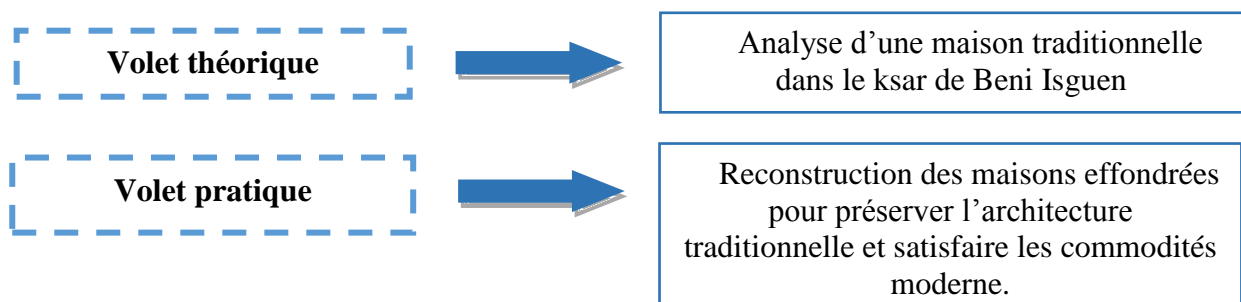 Volet théorique
Analyse d’une maison traditionnelle
dans le ksar de Beni Isguen
Volet pratique
Reconstruction des maisons effondrées
pour préserver l’architecture
traditionnelle et satisfaire les commodités
moderne.